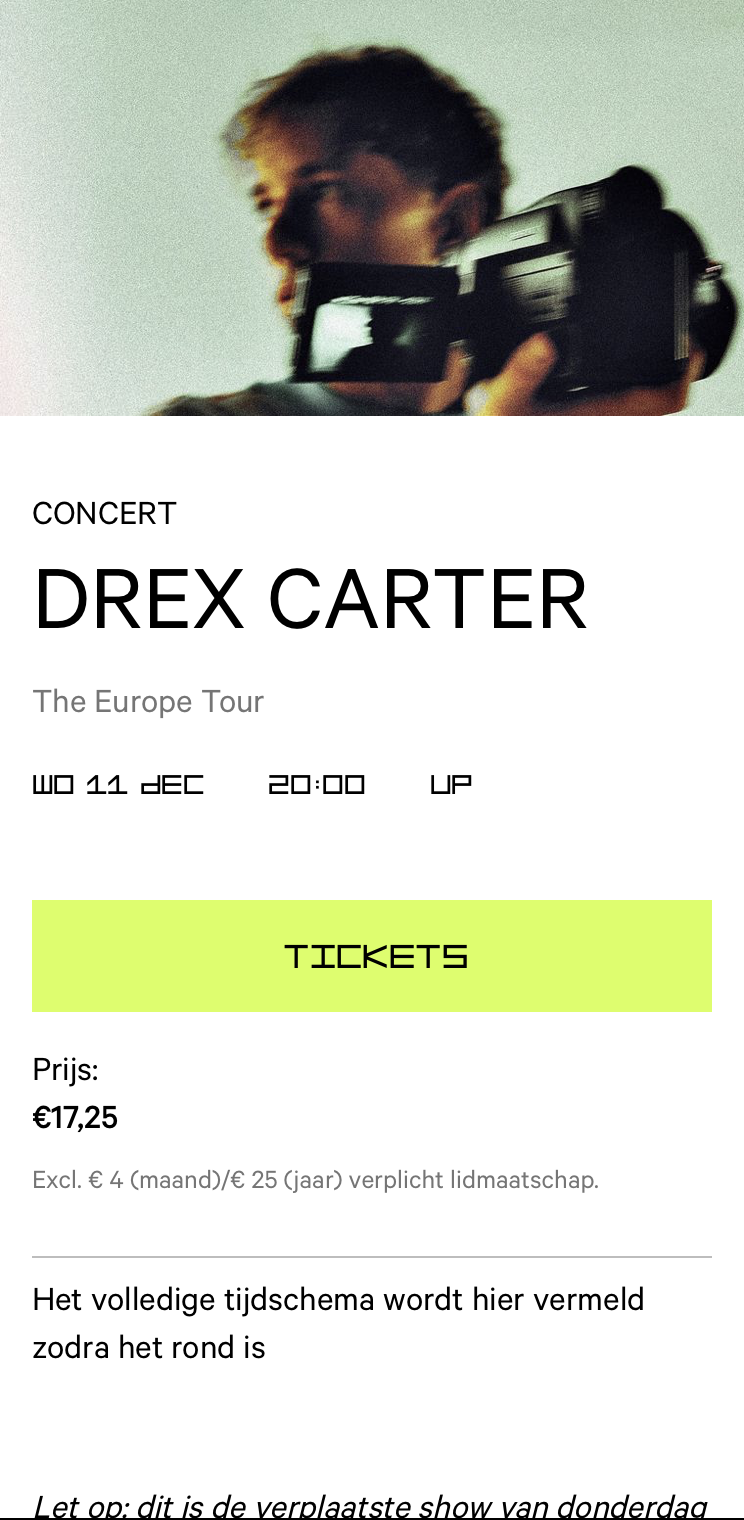 CONCERT
DREX CARTER
The Europe Tour
WO 11 DEC 20:00 UP
TICKETS
Prijs:
€17,25
Excl. € 4 (maand)/€ 25 (jaar) verplicht lidmaatschap.
Het volledige tijdschema wordt hier vermeld
zodra het rond is
Let op: dit is de verplaatste show van donderdag